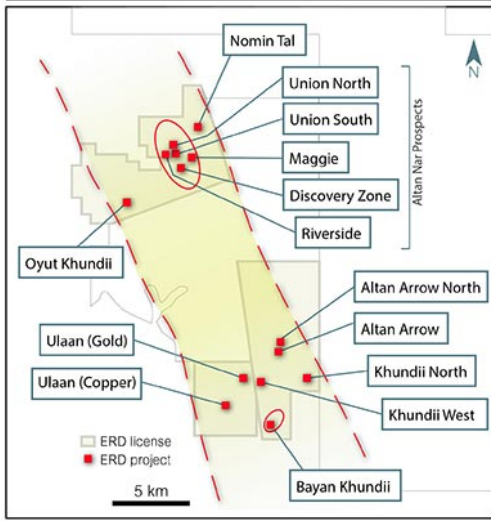 Nomin Tal
Union North
Union South
Maggie
Discovery Zone
Riverside
Altan Nar Prospects
N
Oyut Khundii
Altan Arrow North
Altan Arrow
Ulaan (Gold)
Khundii North
Ulaan (Copper)
Khundii West
ERD license
ERD project
Bayan Khundii
5 km